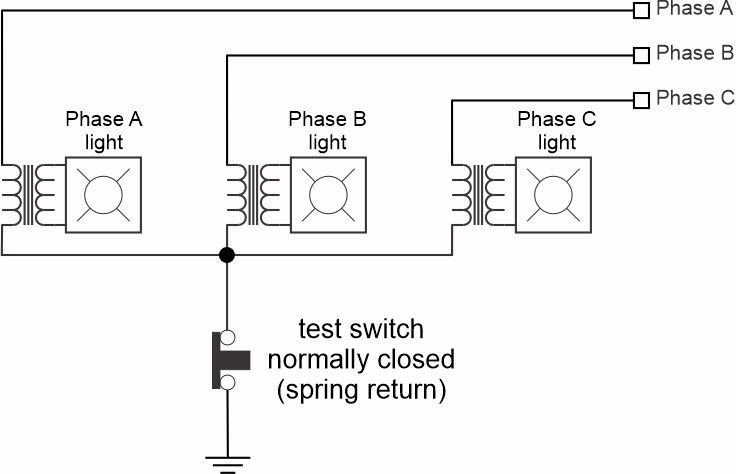 Phase A
Phase B
Phase C
Phase A
light
Phase B
light
Phase C
light
test switch
normally closed
(spring return)